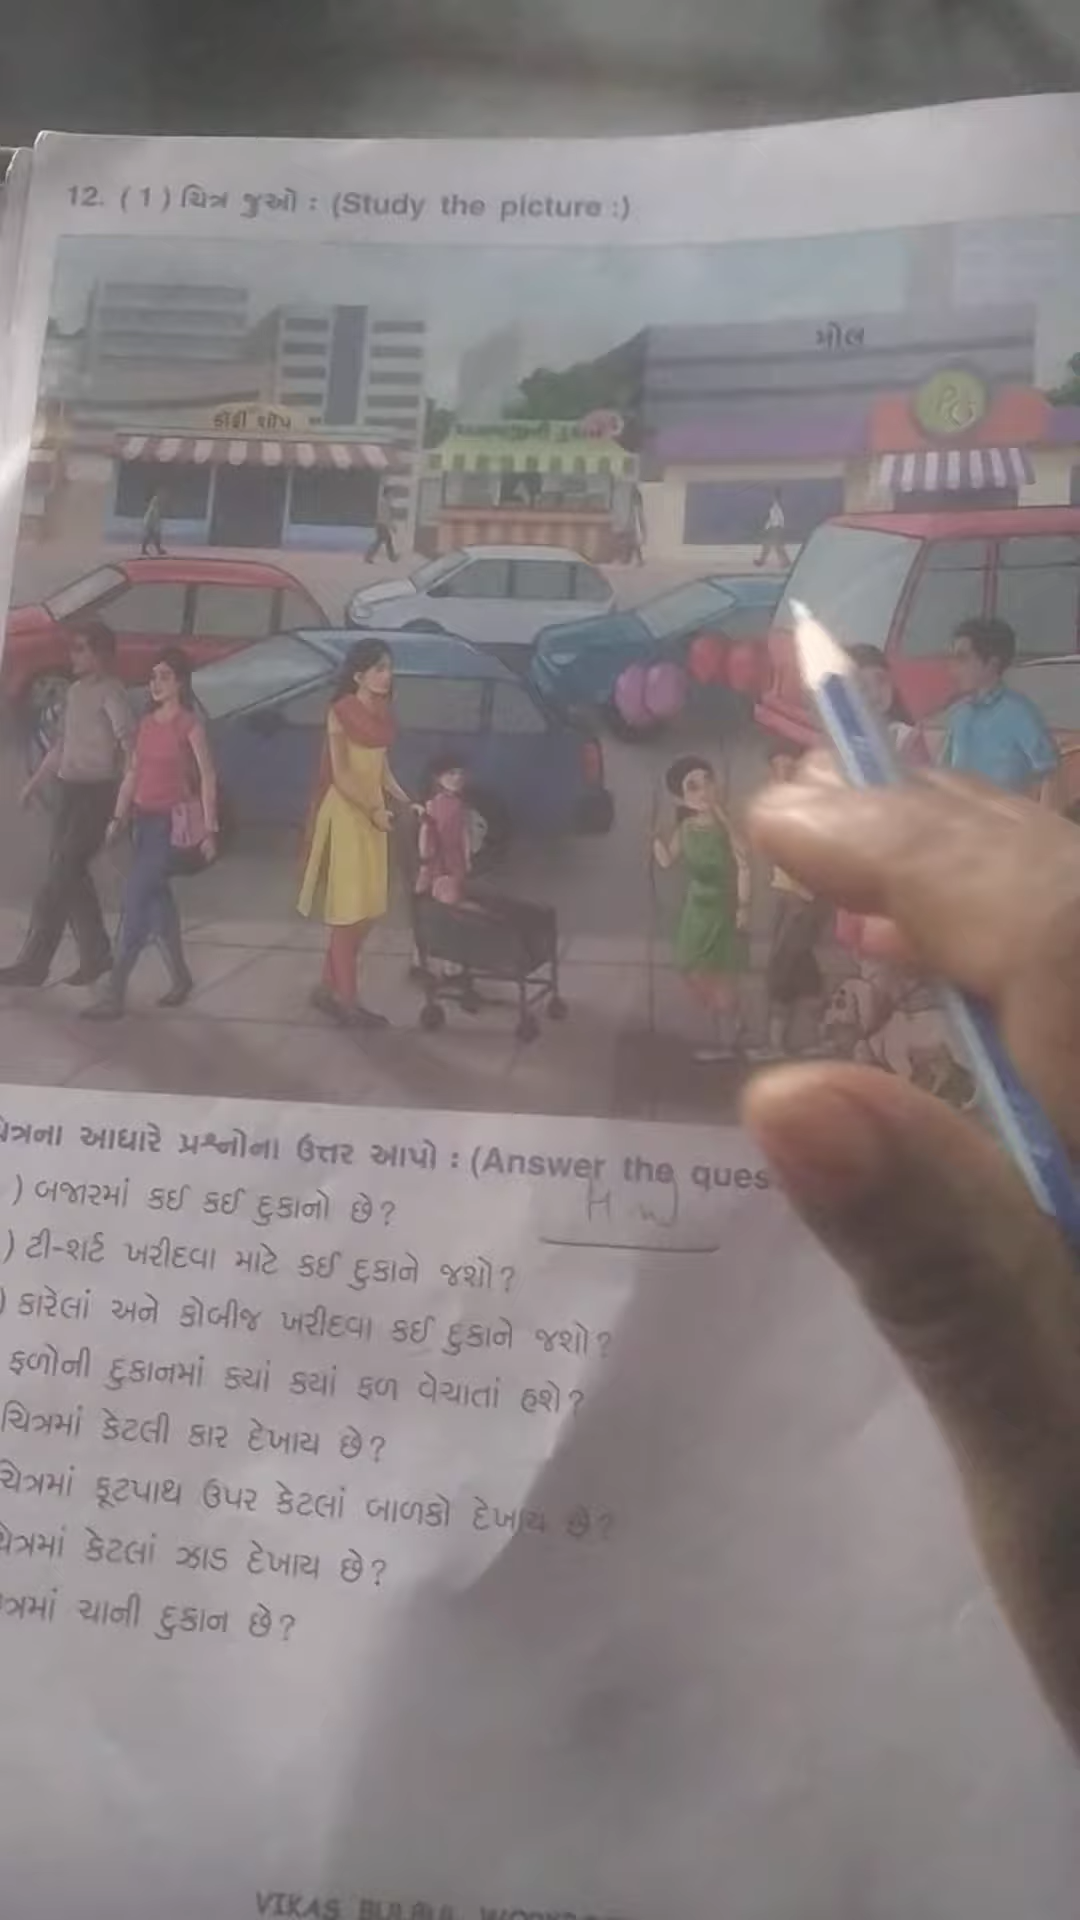 12. (1) ચિત્ર જુઓ : (Study the picture :)
મોલ
કોફી શોપ
ચિત્રના આધારે પ્રશ્નોના ઉત્તર આપો : (Answer the ques
) બજારમાં કઈ કઈ દુકાનો છે?
) ટી-શર્ટ ખરીદવા માટે કઈ દુકાને જશો?
) કારેલાં અને કોબીજ ખરીદવા કઈ દુકાને જશો?
ફળોની દુકાનમાં ક્યાં ક્યાં ફળ વેચાતાં હશે?
ચિત્રમાં કેટલી કાર દેખાય છે?
ચિત્રમાં ફૂટપાથ ઉપર કેટલાં બાળકો દેખાય છે?
ચિત્રમાં કેટલાં ઝાડ દેખાય છે?
ત્રમાં ચાની દુકાન છે?
VIKAS BULBUL